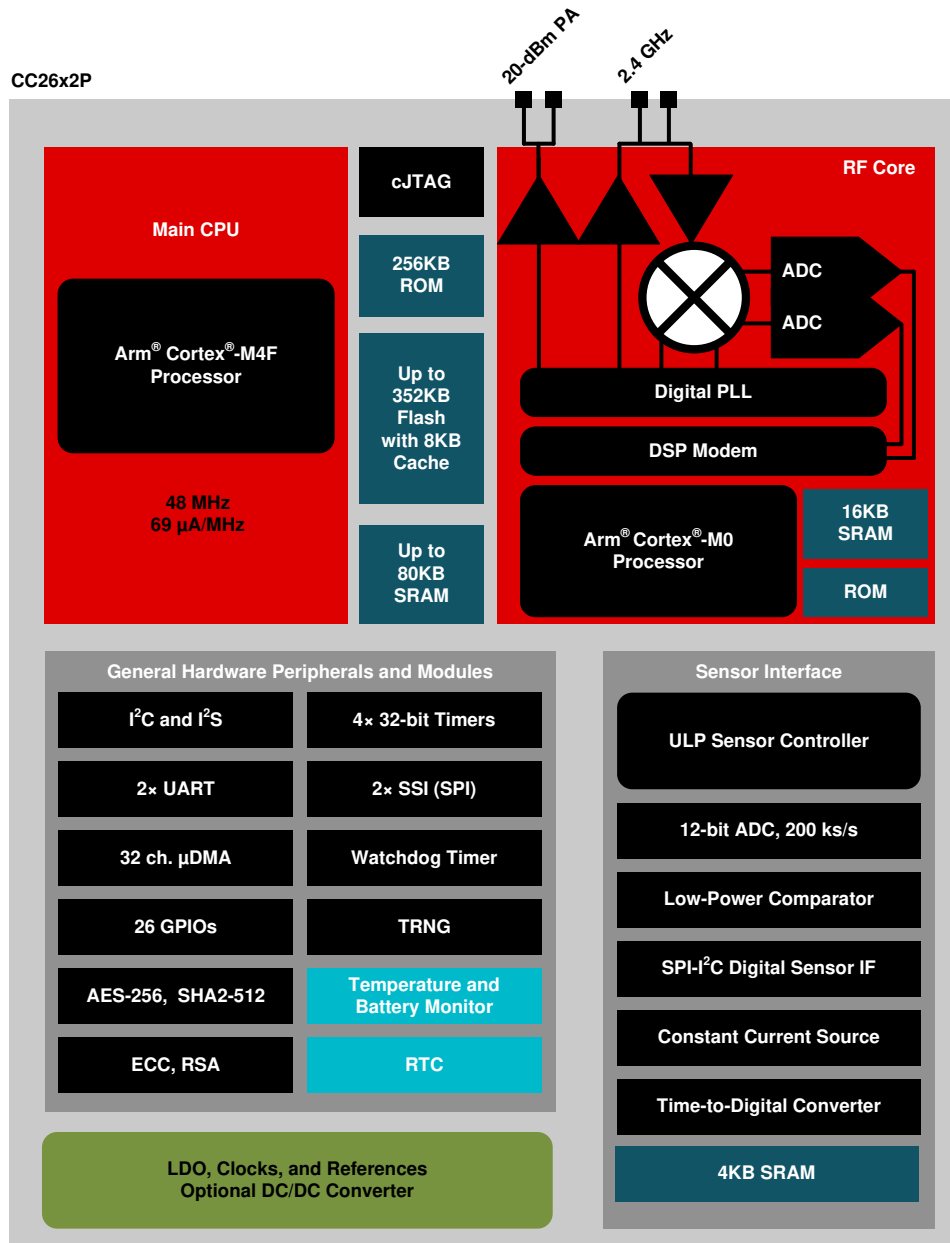 20-dBm PA
2.4 GHz
CC26x2P
Main CPU
Arm® Cortex®-M4F
Processor
48 MHz
69 µA/MHz
cJTAG
256KB
ROM
Up to
352KB
Flash
with 8KB
Cache
Up to
80KB
SRAM
RF Core
ADC
ADC
Digital PLL
DSP Modem
Arm® Cortex®-M0
Processor
16KB
SRAM
ROM
General Hardware Peripherals and Modules
I²C and I²S
4× 32-bit Timers
2× UART
2× SSI (SPI)
32 ch. µDMA
Watchdog Timer
26 GPIOs
TRNG
AES-256, SHA2-512
Temperature and
Battery Monitor
ECC, RSA
RTC
LDO, Clocks, and References
Optional DC/DC Converter
Sensor Interface
ULP Sensor Controller
12-bit ADC, 200 ks/s
Low-Power Comparator
SPI-I²C Digital Sensor IF
Constant Current Source
Time-to-Digital Converter
4KB SRAM